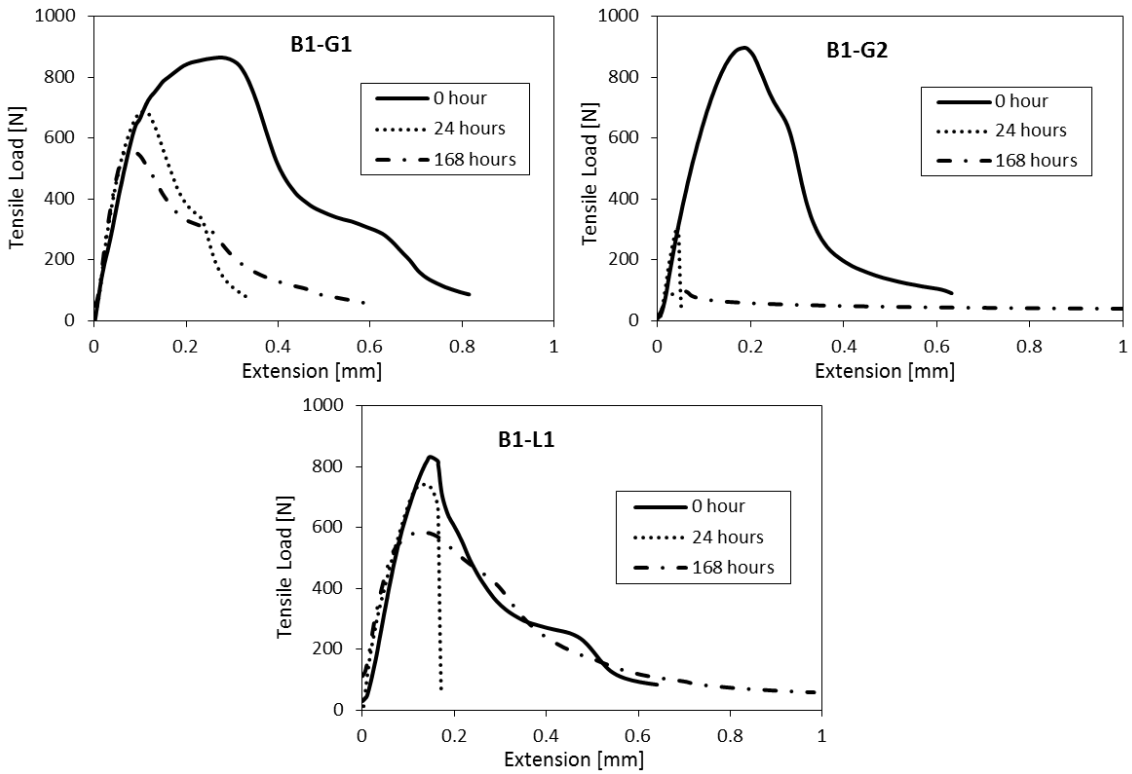 B1-G1
Tensile Load [N]
1000
800
600
400
200
0
0 hour
24 hours
168 hours
0 0.2 0.4 0.6 0.8 1
Extension [mm]
B1-G2
Tensile Load [N]
1000
800
600
400
200
0
0 hour
24 hours
168 hours
0 0.2 0.4 0.6 0.8 1
Extension [mm]
B1-L1
Tensile Load [N]
1000
800
600
400
200
0
0 hour
24 hours
168 hours
0 0.2 0.4 0.6 0.8 1
Extension [mm]